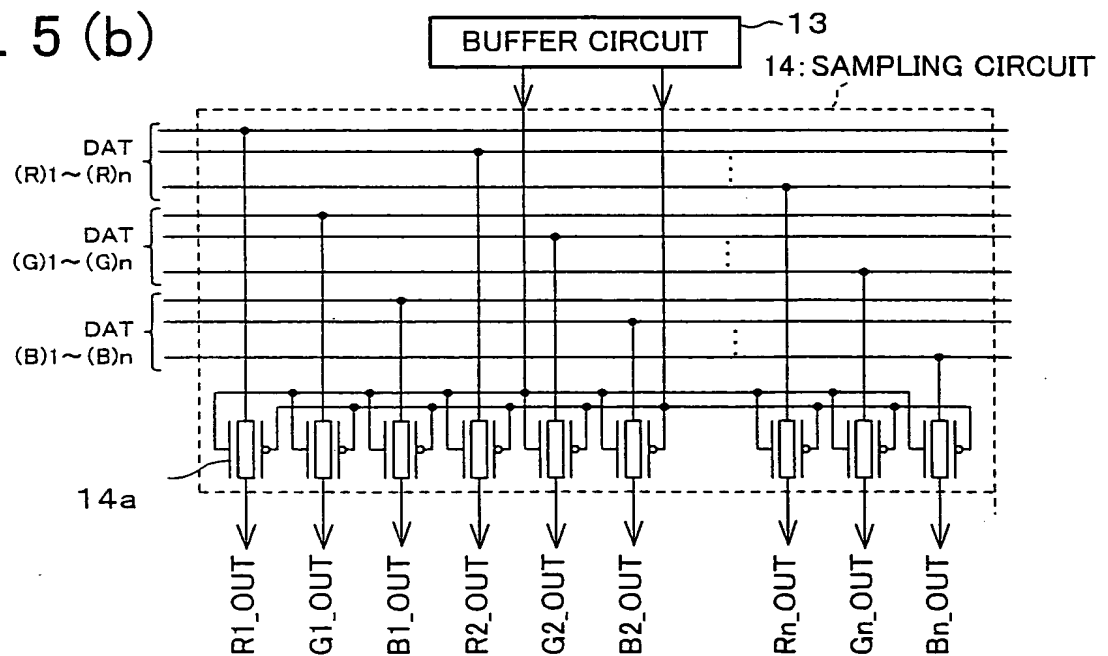 5 (b)
BUFFER CIRCUIT
13
14: SAMPLING CIRCUIT
DAT
(R)1~(R)n
DAT
(G)1~(G)n
DAT
(B)1~(B)n
14a
R1_OUT
G1_OUT
B1_OUT
R2_OUT
G2_OUT
B2_OUT
Rn_OUT
Gn_OUT
Bn_OUT